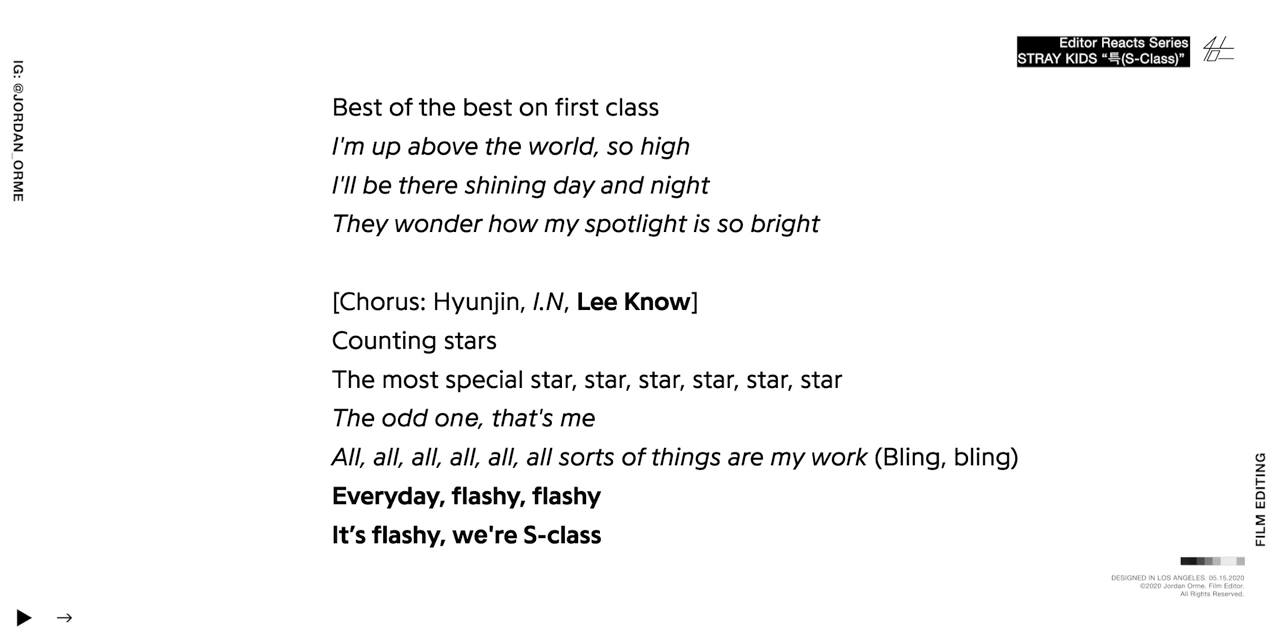 IG: @JORDAN_ORME
Editor Reacts Series
STRAY KIDS “특(S-Class)”
Best of the best on first class
I'm up above the world, so high
I'll be there shining day and night
They wonder how my spotlight is so bright
[Chorus: Hyunjin, I.N, Lee Know]
Counting stars
The most special star, star, star, star, star, star
The odd one, that's me
All, all, all, all, all, all sorts of things are my work (Bling, bling)
Everyday, flashy, flashy
It’s flashy, we're S-class
FILM EDITING
DESIGNED IN LOS ANGELES. 05.15.2020
©2020 Jordan Orme. Film Editor.
All Rights Reserved.